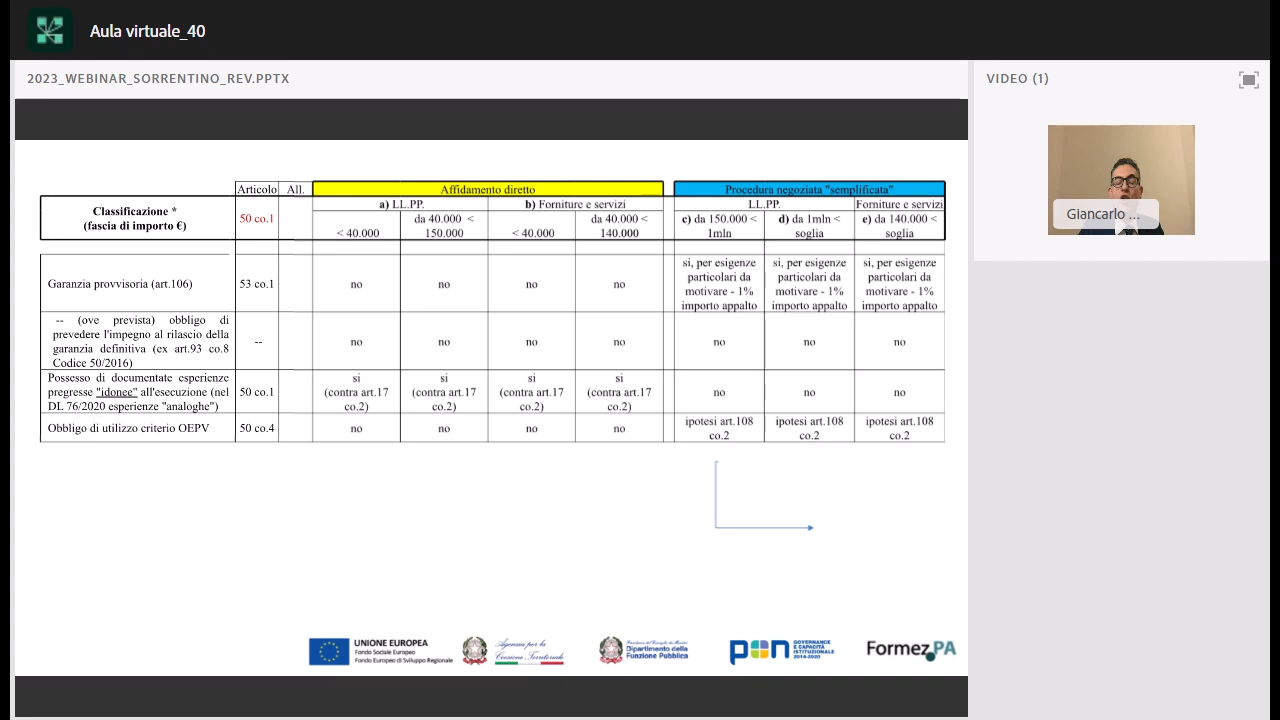 Aula virtuale_40
2023_WEBINAR_SORRENTINO_REV.PPTX
VIDEO (1)
Giancarlo ...
Articolo All. Affidamento diretto Procedura negoziata "semplificata"
Classificazione *
(fascia di importo €)
50 co.1
a) LL.PP. b) Forniture e servizi LL.PP. Forniture e servizi
< 40.000
da 40.000 <
150.000
< 40.000
da 40.000 <
140.000
c) da 150.000 <
1mln
d) da 1mln <
soglia
e) da 140.000 <
soglia
Garanzia provvisoria (art.106) 53 co.1 no no no no
si, per esigenze
particolari da
motivare - 1%
importo appalto
si, per esigenze
particolari da
motivare - 1%
importo appalto
si, per esigenze
particolari da
motivare - 1%
importo appalto
-- (ove prevista) obbligo di
prevedere l'impegno al rilascio della
garanzia definitiva (ex art.93 co.8
Codice 50/2016)
-- no no no no no no no
Possesso di documentate esperienze
pregresse "idonee" all'esecuzione (nel
DL 76/2020 esperienze "analoghe")
50 co.1
si
(contra art.17
co.2)
si
(contra art.17
co.2)
si
(contra art.17
co.2)
si
(contra art.17
co.2)
no no no
Obbligo di utilizzo criterio OEPV 50 co.4 no no no no
ipotesi art.108
co.2
ipotesi art.108
co.2
ipotesi art.108
co.2
UNIONE EUROPEA
Fondo Sociale Europeo
Fondo Europeo di Sviluppo Regionale
Agenzia per la
Coesione Territoriale
Presidenza del Consiglio dei Ministri
Dipartimento della
Funzione Pubblica
pon
GOVERNANCE
E CAPACITÀ
ISTITUZIONALE
2014-2020
Formez PA